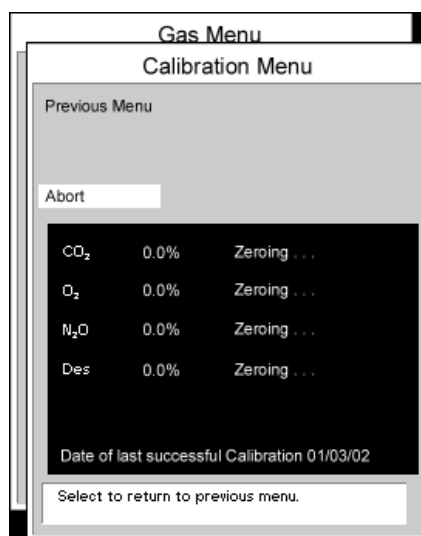 Gas Menu
Calibration Menu
Previous Menu
Abort
CO₂ 0.0% Zeroing . . .
O₂ 0.0% Zeroing . . .
N₂O 0.0% Zeroing . . .
Des 0.0% Zeroing . . .
Date of last successful Calibration 01/03/02
Select to return to previous menu.